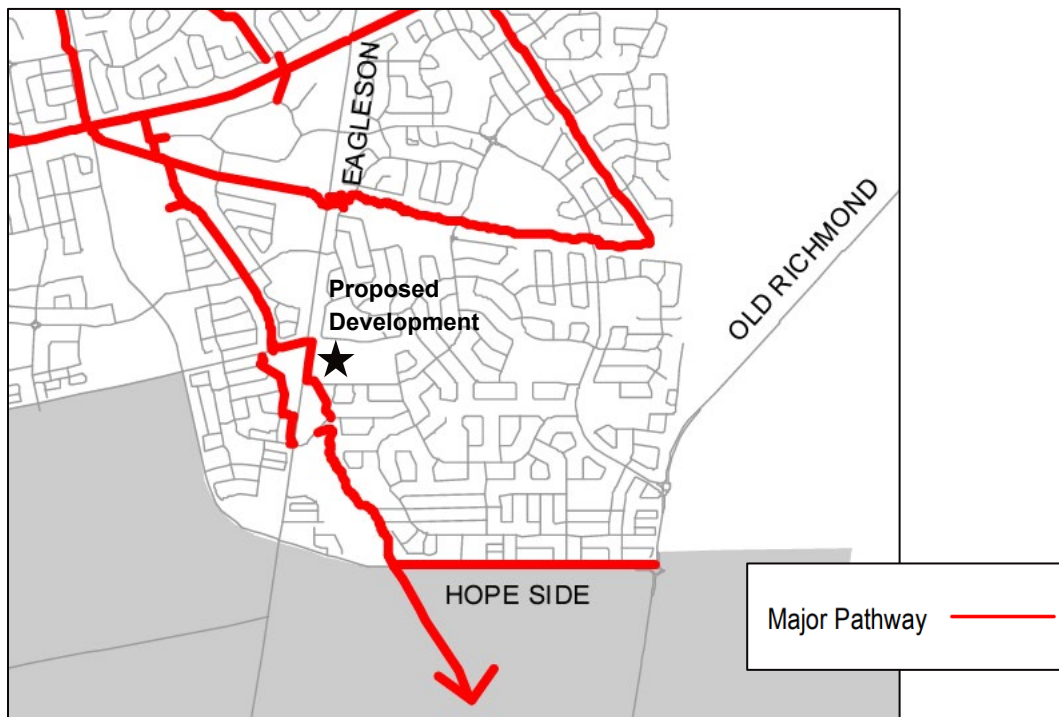 EAGLESON
OLD RICHMOND
Proposed
Development
HOPE SIDE
Major Pathway